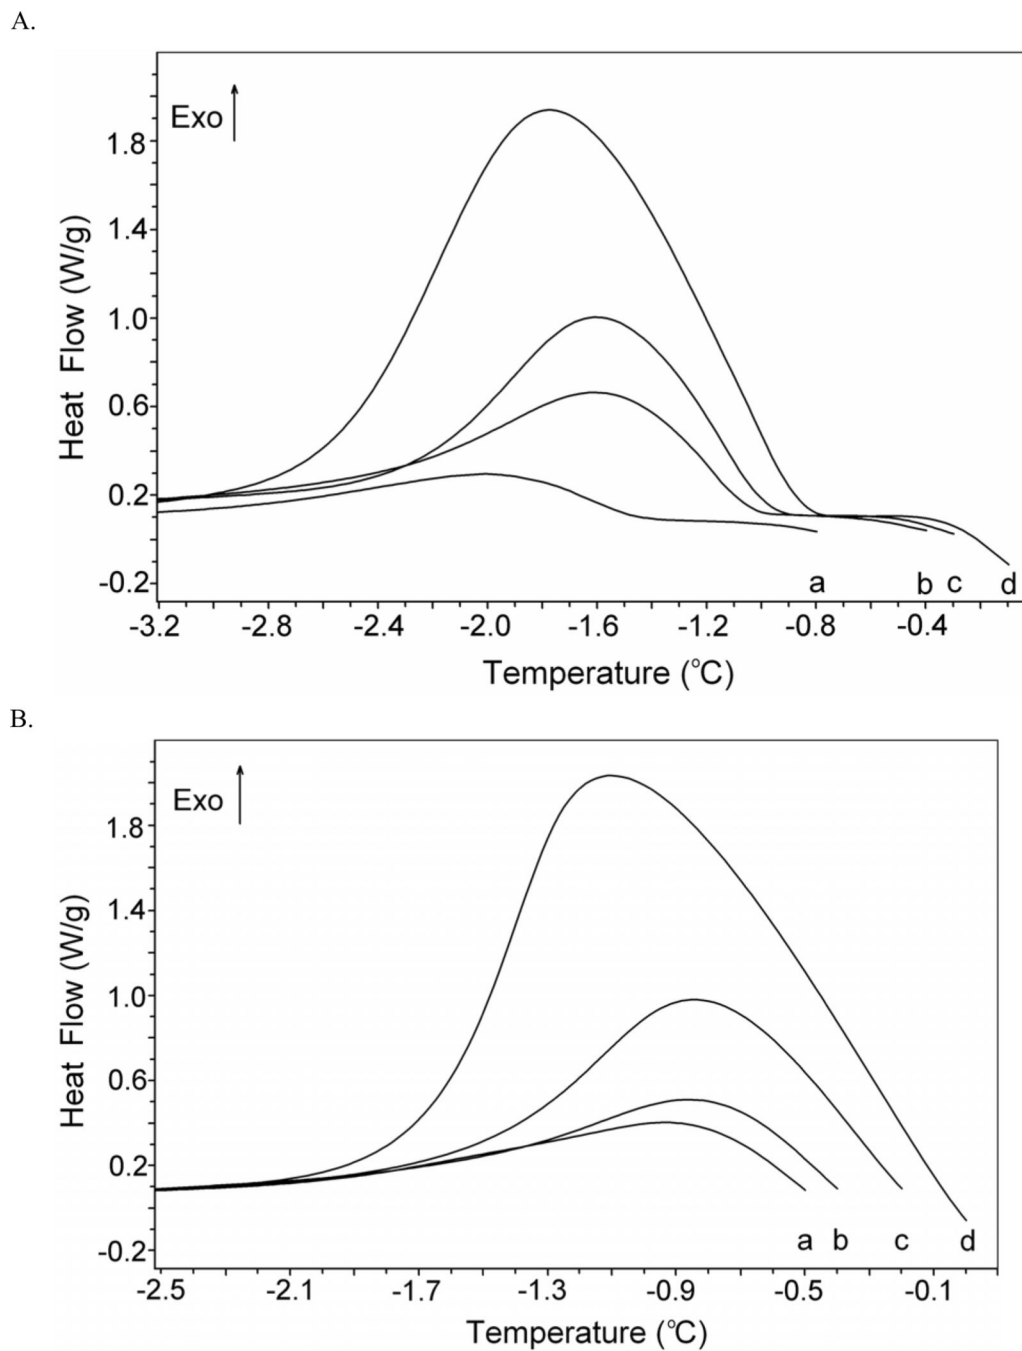 A.
Exo
1.8
1.4
1.0
0.6
0.2
-0.2
Heat Flow (W/g)
a b c d
-3.2 -2.8 -2.4 -2.0 -1.6 -1.2 -0.8 -0.4
Temperature (°C)
B.
Exo
1.8
1.4
1.0
0.6
0.2
-0.2
Heat Flow (W/g)
a b c d
-2.5 -2.1 -1.7 -1.3 -0.9 -0.5 -0.1
Temperature (°C)